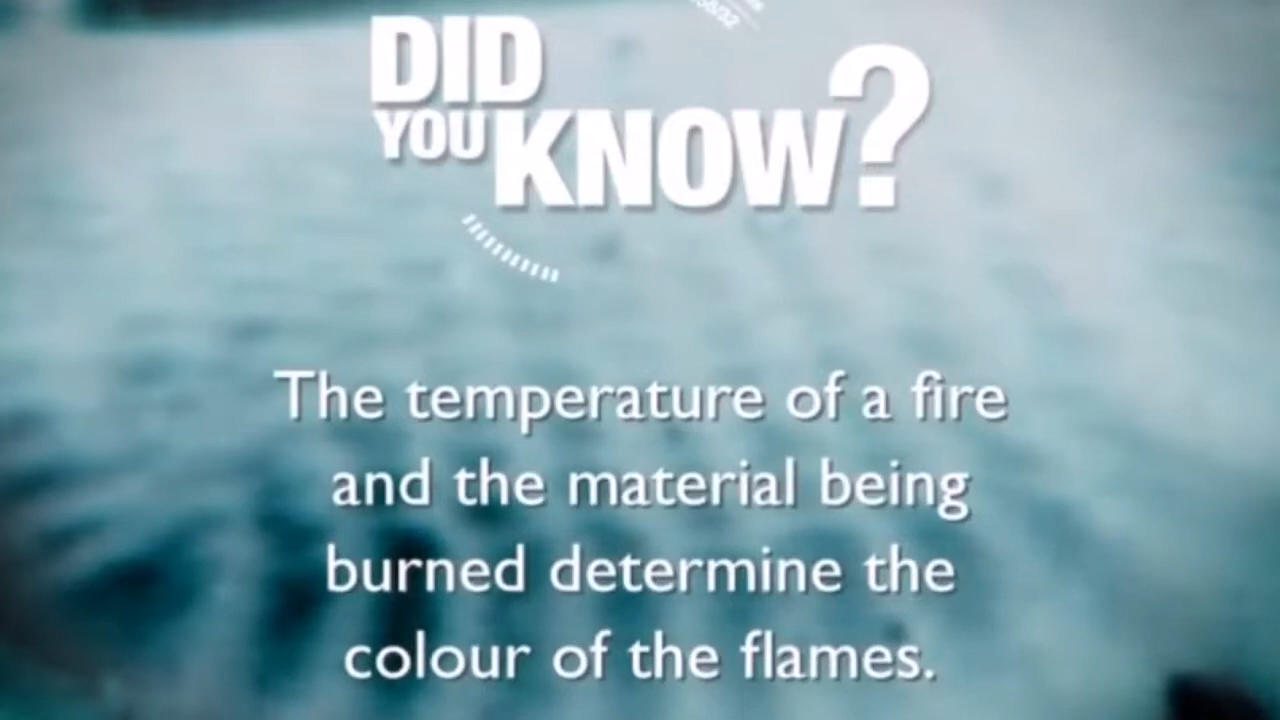 DID
YOU KNOW?
The temperature of a fire
and the material being
burned determine the
colour of the flames.